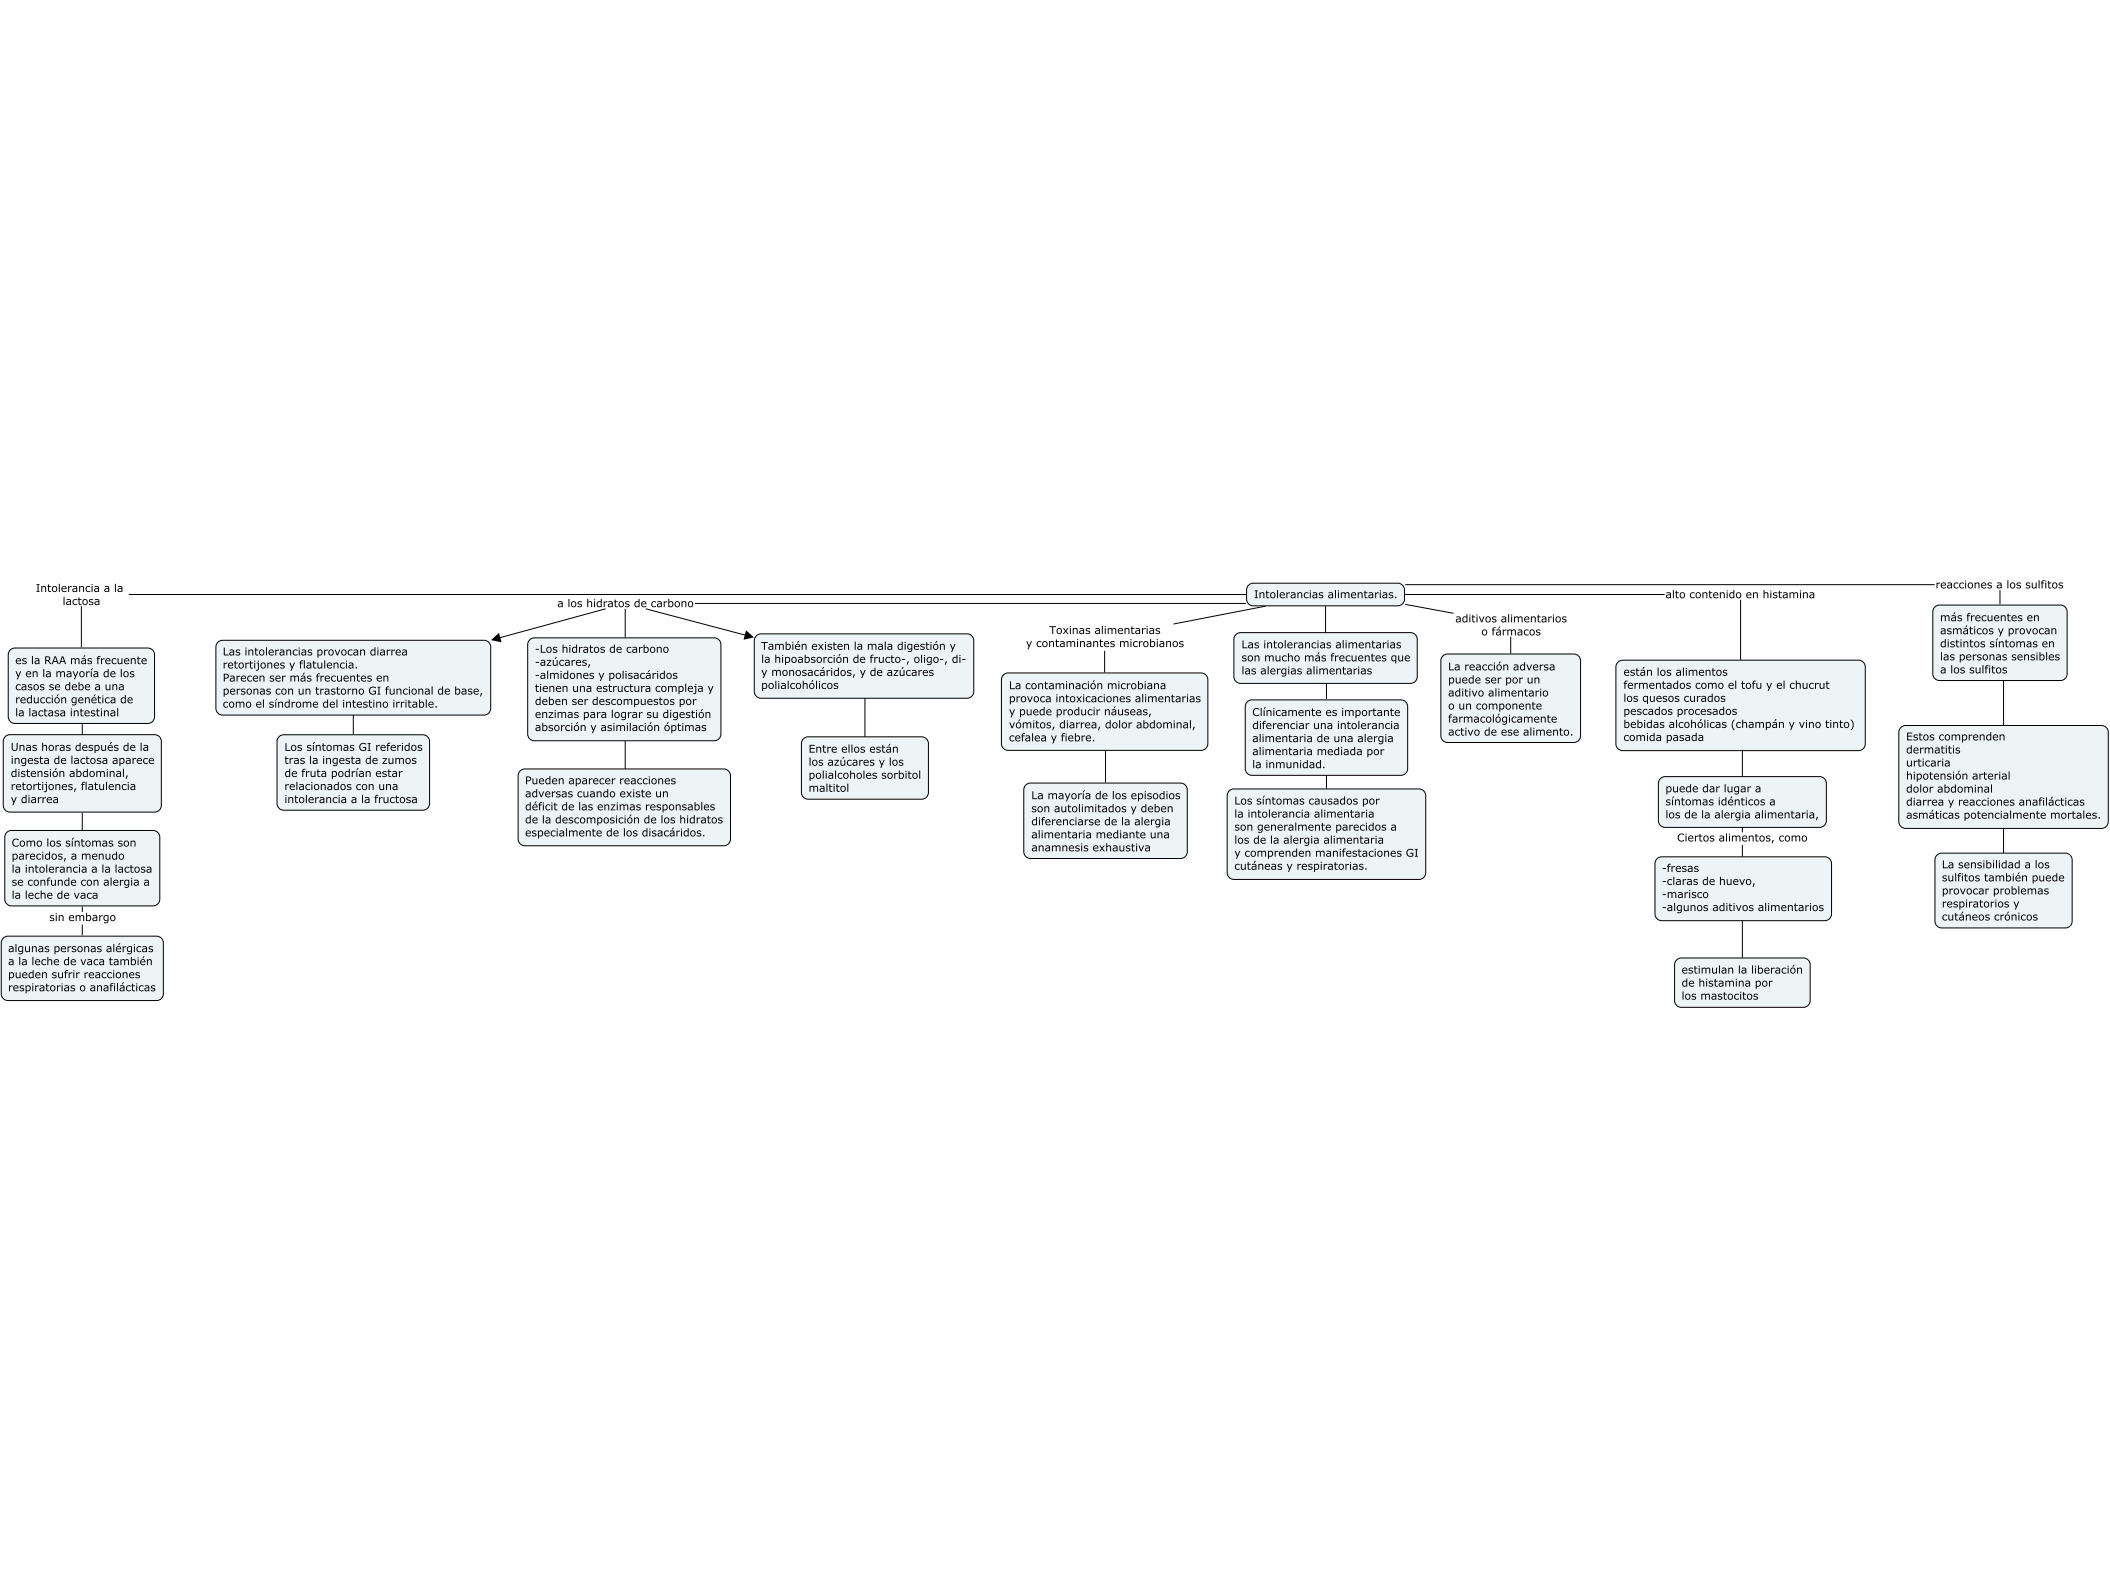 Intolerancias alimentarias.
Intolerancia a la
lactosa
es la RAA más frecuente
y en la mayoría de los
casos se debe a una
reducción genética de
la lactasa intestinal
Unas horas después de la
ingesta de lactosa aparece
distensión abdominal,
retortijones, flatulencia
y diarrea
Como los síntomas son
parecidos, a menudo
la intolerancia a la lactosa
se confunde con alergia a
la leche de vaca
sin embargo
algunas personas alérgicas
a la leche de vaca también
pueden sufrir reacciones
respiratorias o anafilácticas
a los hidratos de carbono
Las intolerancias provocan diarrea
retortijones y flatulencia.
Parecen ser más frecuentes en
personas con un trastorno GI funcional de base,
como el síndrome del intestino irritable.
Los síntomas GI referidos
tras la ingesta de zumos
de fruta podrían estar
relacionados con una
intolerancia a la fructosa
-Los hidratos de carbono
-azúcares,
-almidones y polisacáridos
tienen una estructura compleja y
deben ser descompuestos por
enzimas para lograr su digestión
absorción y asimilación óptimas
Pueden aparecer reacciones
adversas cuando existe un
déficit de las enzimas responsables
de la descomposición de los hidratos
especialmente de los disacáridos.
También existen la mala digestión y
la hipoabsorción de fructo-, oligo-, di-
y monosacáridos, y de azúcares
polialcohólicos
Entre ellos están
los azúcares y los
polialcoholes sorbitol
maltitol
Toxinas alimentarias
y contaminantes microbianos
La contaminación microbiana
provoca intoxicaciones alimentarias
y puede producir náuseas,
vómitos, diarrea, dolor abdominal,
cefalea y fiebre.
La mayoría de los episodios
son autolimitados y deben
diferenciarse de la alergia
alimentaria mediante una
anamnesis exhaustiva
Las intolerancias alimentarias
son mucho más frecuentes que
las alergias alimentarias
Clínicamente es importante
diferenciar una intolerancia
alimentaria de una alergia
alimentaria mediada por
la inmunidad.
Los síntomas causados por
la intolerancia alimentaria
son generalmente parecidos a
los de la alergia alimentaria
y comprenden manifestaciones GI
cutáneas y respiratorias.
aditivos alimentarios
o fármacos
La reacción adversa
puede ser por un
aditivo alimentario
o un componente
farmacológicamente
activo de ese alimento.
alto contenido en histamina
están los alimentos
fermentados como el tofu y el chucrut
los quesos curados
pescados procesados
bebidas alcohólicas (champán y vino tinto)
comida pasada
puede dar lugar a
síntomas idénticos a
los de la alergia alimentaria,
Ciertos alimentos, como
-fresas
-claras de huevo,
-marisco
-algunos aditivos alimentarios
estimulan la liberación
de histamina por
los mastocitos
reacciones a los sulfitos
más frecuentes en
asmáticos y provocan
distintos síntomas en
las personas sensibles
a los sulfitos
Estos comprenden
dermatitis
urticaria
hipotensión arterial
dolor abdominal
diarrea y reacciones anafilácticas
asmáticas potencialmente mortales.
La sensibilidad a los
sulfitos también puede
provocar problemas
respiratorios y
cutáneos crónicos